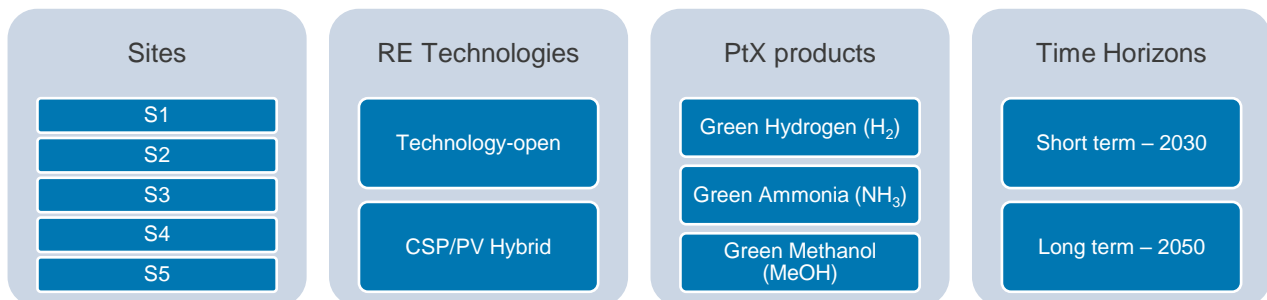 Sites
S1
S2
S3
S4
S5
RE Technologies
Technology-open
CSP/PV Hybrid
PtX products
Green Hydrogen (H₂)
Green Ammonia (NH₃)
Green Methanol
(MeOH)
Time Horizons
Short term – 2030
Long term – 2050